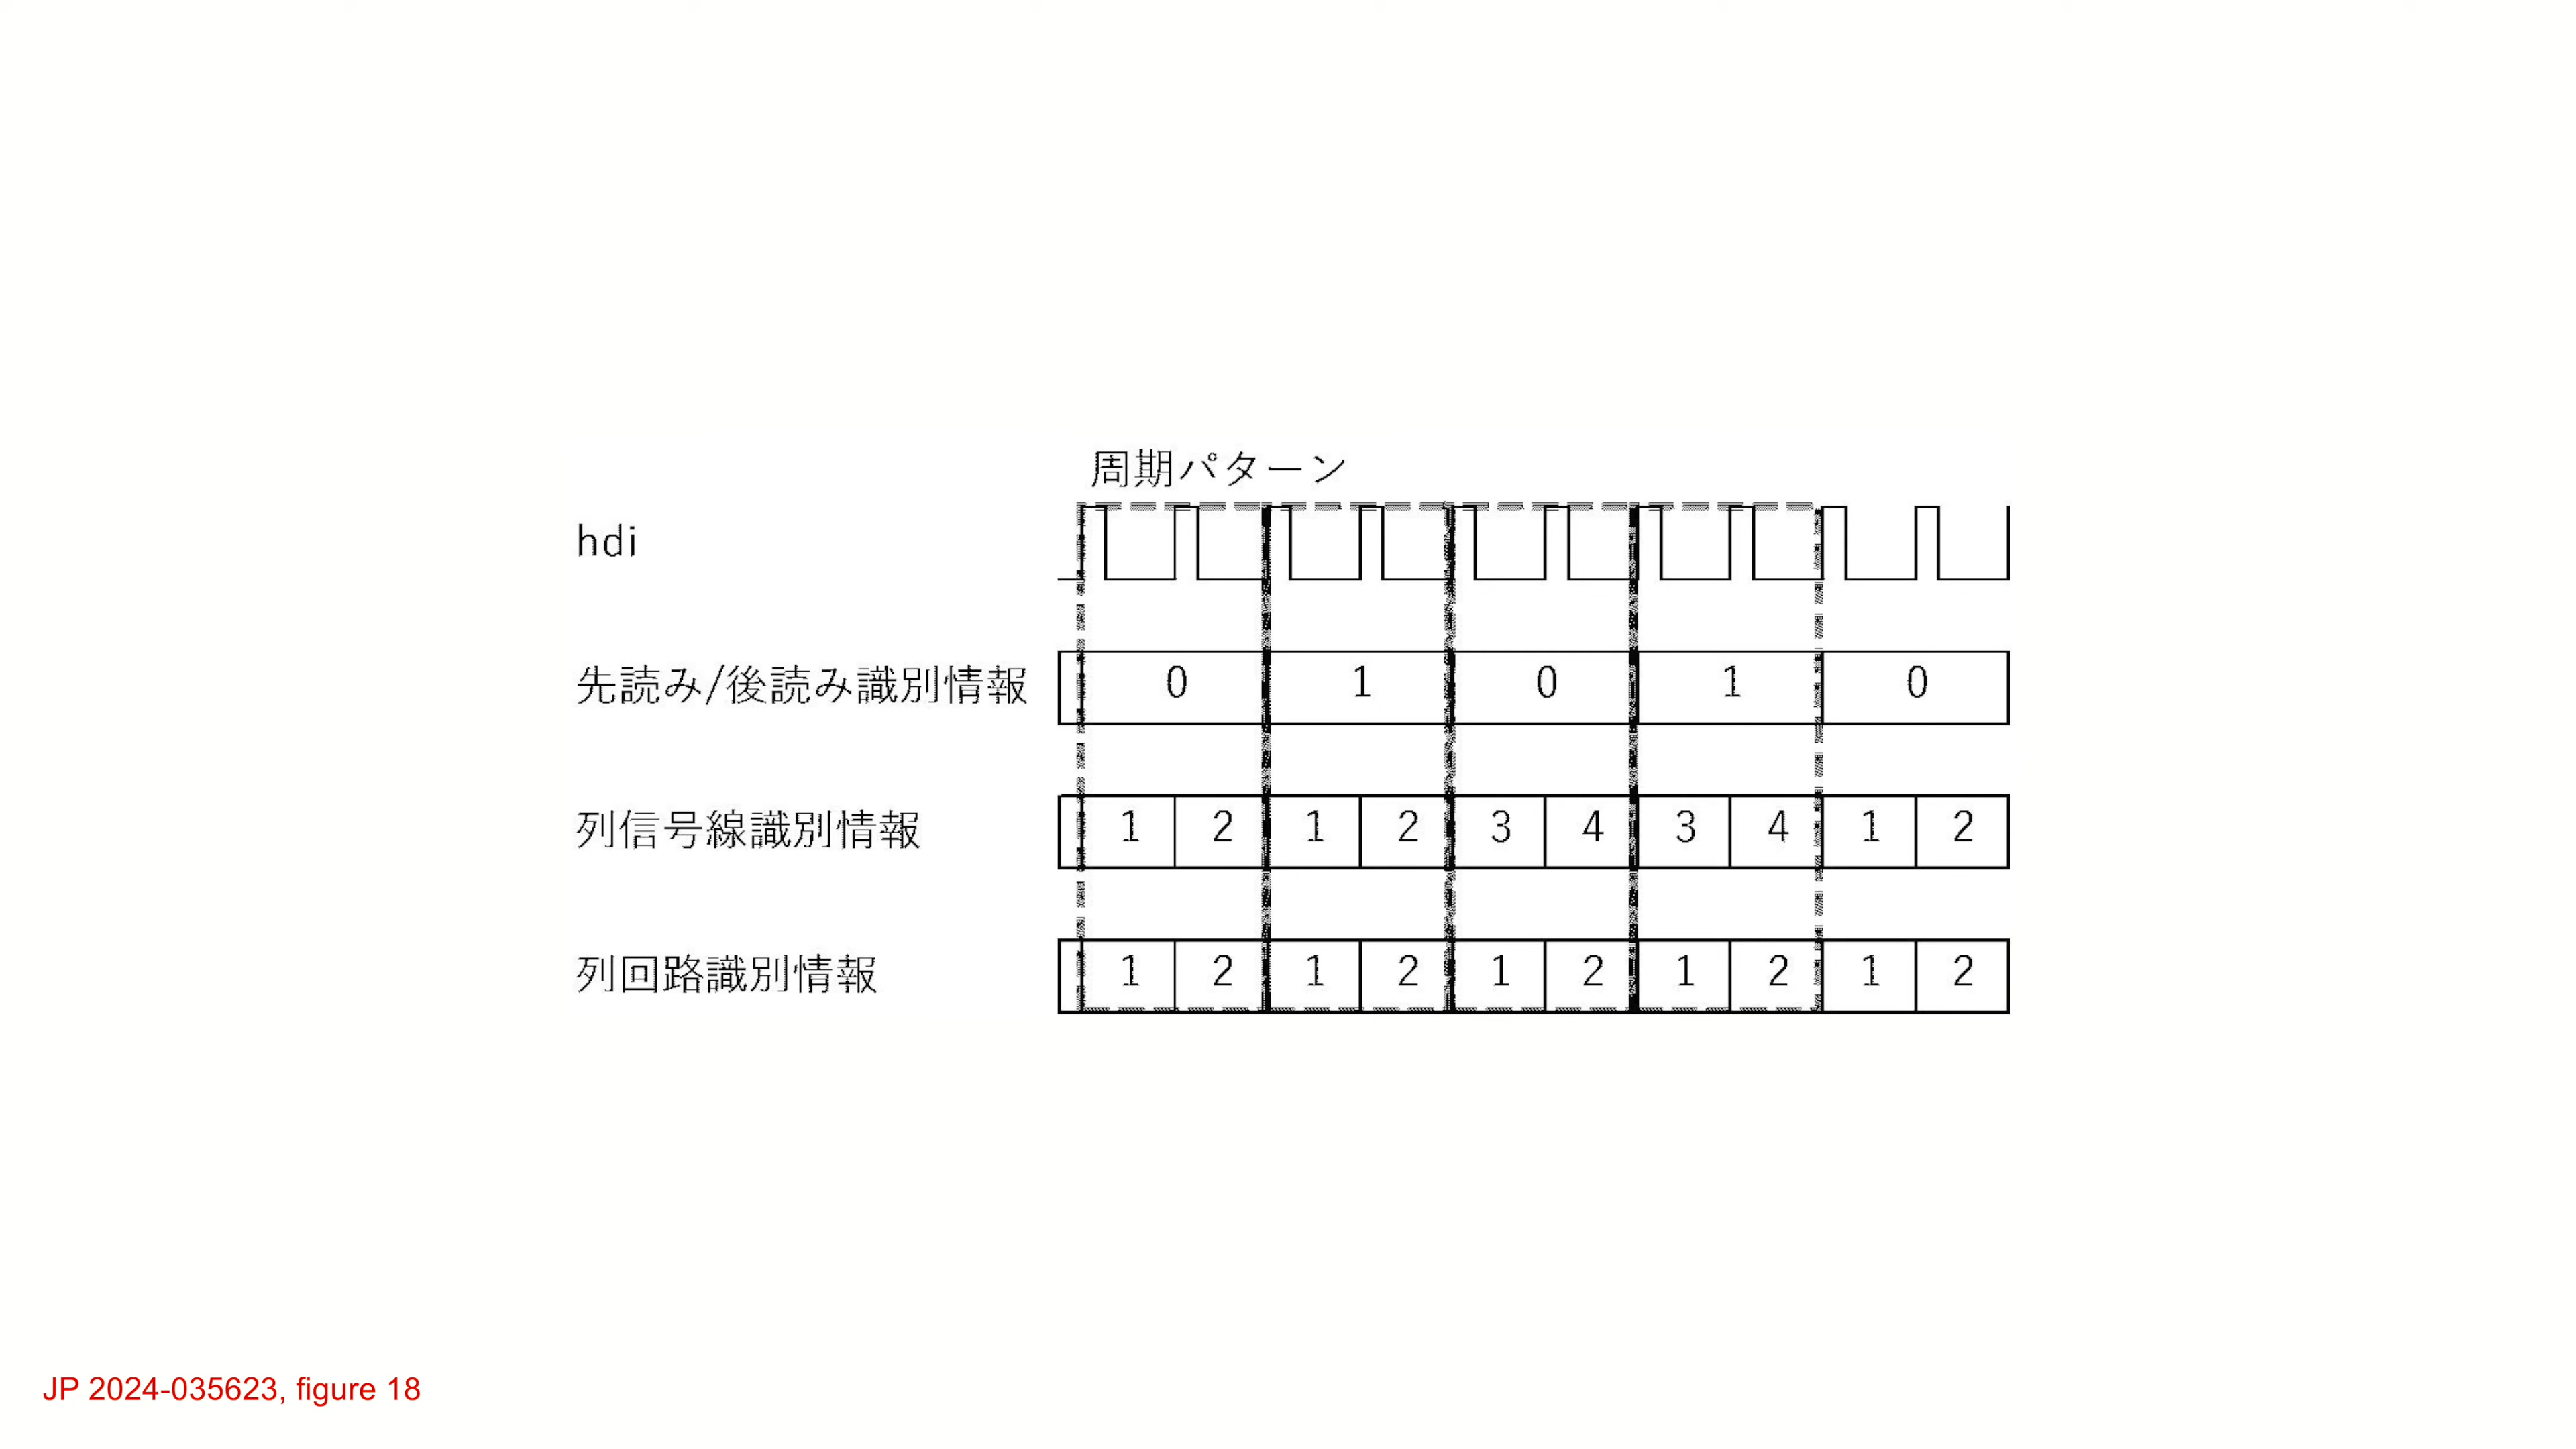 周期パターン
hdi
先読み/後読み識別情報 0 1 0 1 0
列信号線識別情報 1 2 1 2 3 4 3 4 1 2
列回路識別情報 1 2 1 2 1 2 1 2 1 2
JP 2024-035623, figure 18